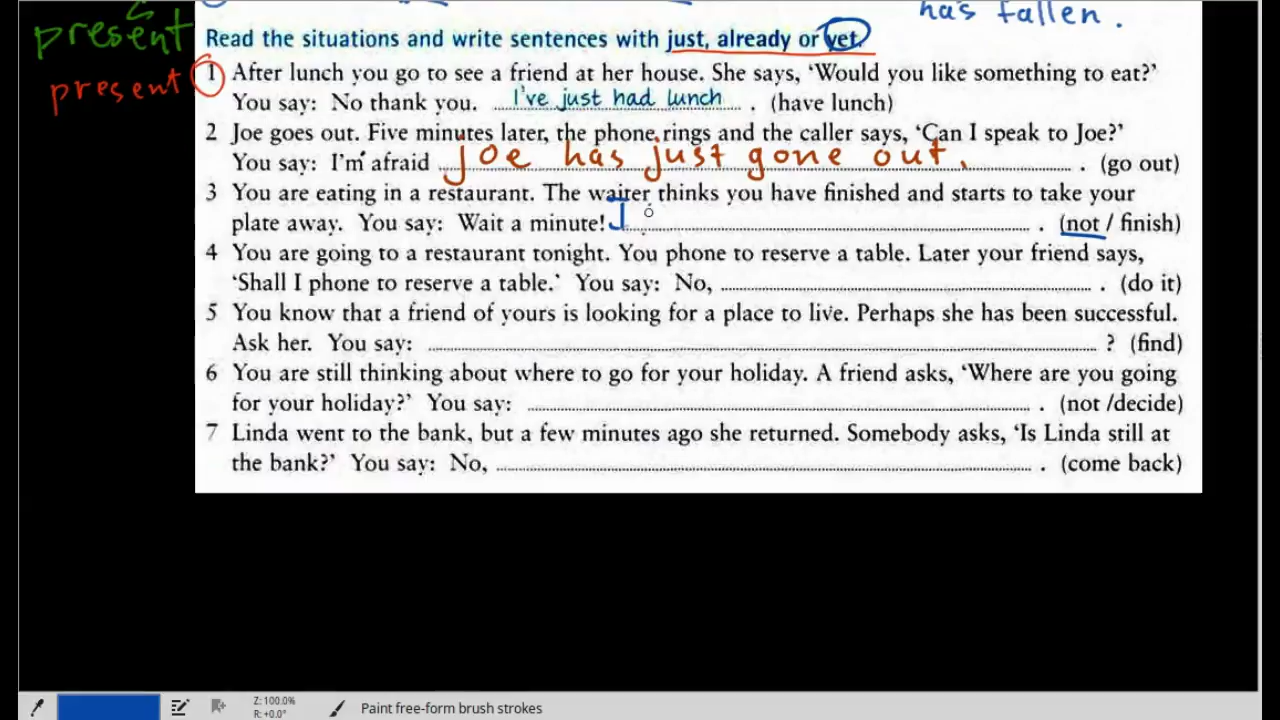 has fallen.
present
Read the situations and write sentences with just, already or yet.
present
1 After lunch you go to see a friend at her house. She says, ‘Would you like something to eat?’
You say: No thank you. I've just had lunch . (have lunch)
2 Joe goes out. Five minutes later, the phone rings and the caller says, ‘Can I speak to Joe?’
You say: I'm afraid Joe has just gone out. . (go out)
3 You are eating in a restaurant. The waiter thinks you have finished and starts to take your
plate away. You say: Wait a minute! I . (not / finish)
4 You are going to a restaurant tonight. You phone to reserve a table. Later your friend says,
‘Shall I phone to reserve a table.’ You say: No, . (do it)
5 You know that a friend of yours is looking for a place to live. Perhaps she has been successful.
Ask her. You say: ? (find)
6 You are still thinking about where to go for your holiday. A friend asks, ‘Where are you going
for your holiday?’ You say: . (not /decide)
7 Linda went to the bank, but a few minutes ago she returned. Somebody asks, ‘Is Linda still at
the bank?’ You say: No, . (come back)
Z: 100.0%
R: +0.0°
Paint free-form brush strokes